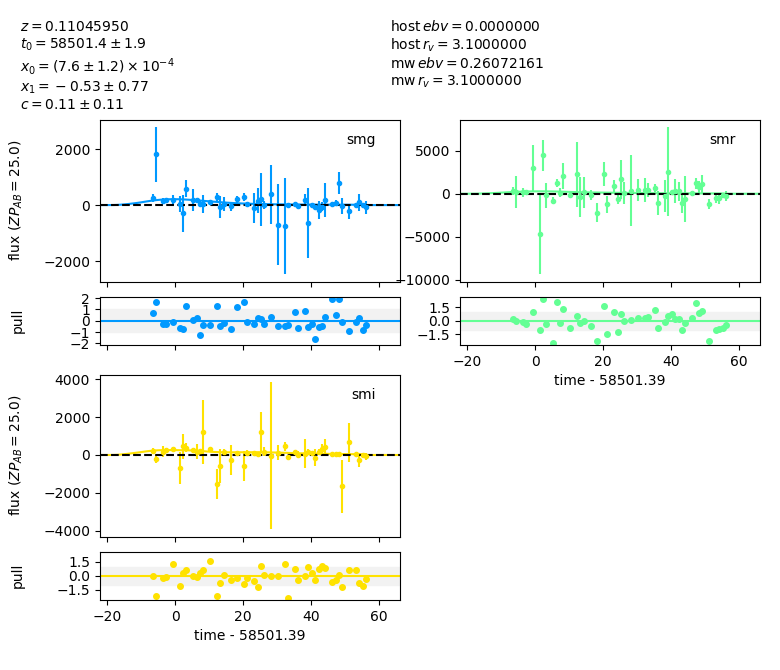 z = 0.11045950
t₀ = 58501.4 ± 1.9
x₀ = (7.6 ± 1.2) × 10⁻⁴
x₁ = −0.53 ± 0.77
c = 0.11 ± 0.11
host ebv = 0.0000000
host r_v = 3.1000000
mw ebv = 0.26072161
mw r_v = 3.1000000
flux (ZP_AB = 25.0)
smg
2000
0
−2000
smr
5000
0
−5000
−10000
pull
2
1
0
−1
−2
1.5
0.0
−1.5
−20
0
20
40
60
time - 58501.39
flux (ZP_AB = 25.0)
smi
4000
2000
0
−2000
−4000
pull
1.5
0.0
−1.5
−20
0
20
40
60
time - 58501.39